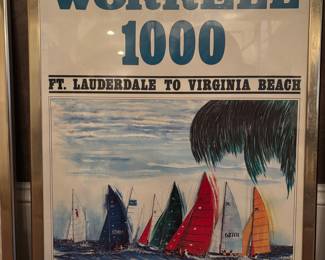 WORRELL
1000
FT. LAUDERDALE TO VIRGINIA BEACH